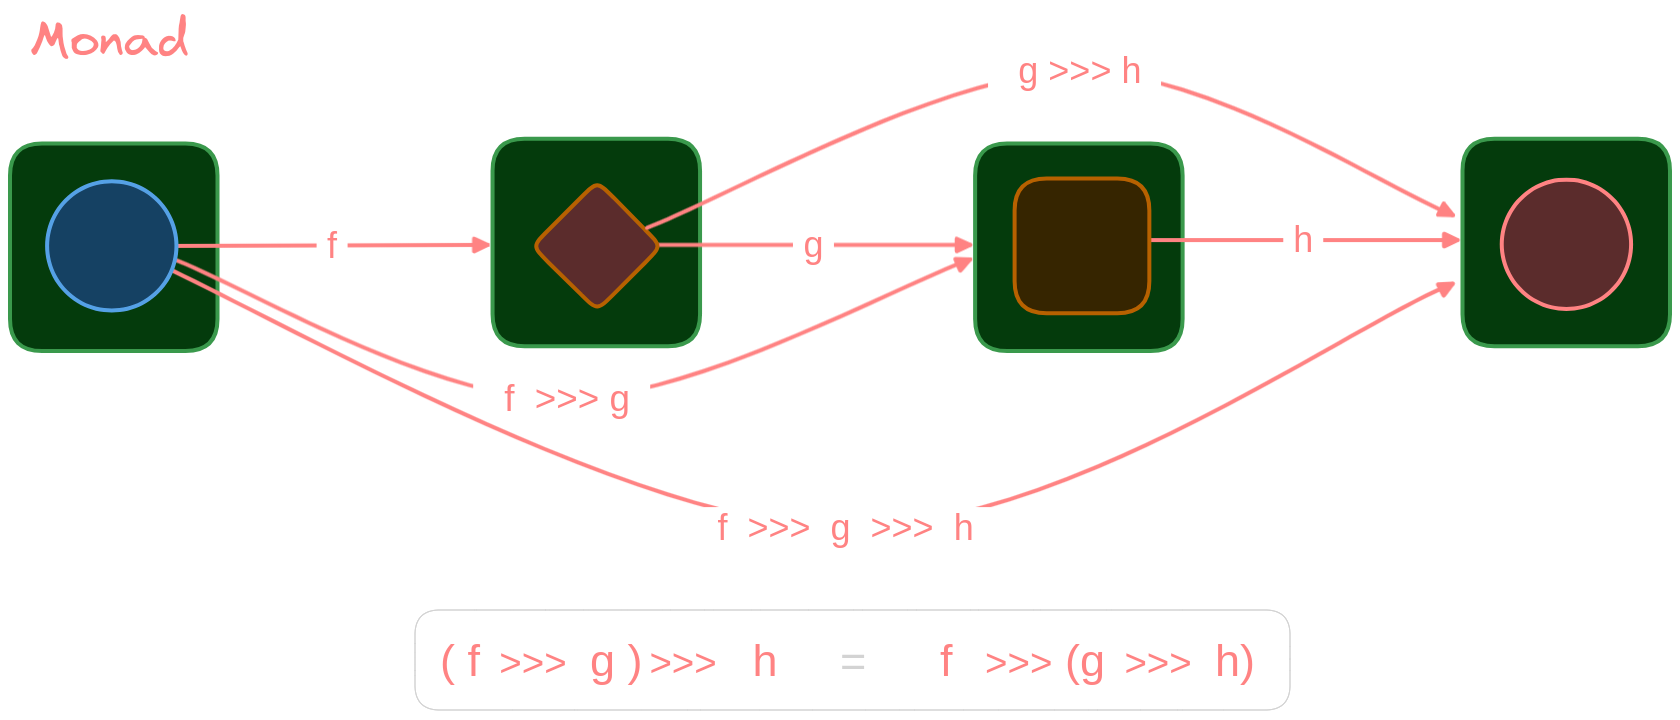 Monad
g >>> h
f
g
h
f >>> g
f >>> g >>> h
( f >>> g ) >>> h = f >>> (g >>> h)